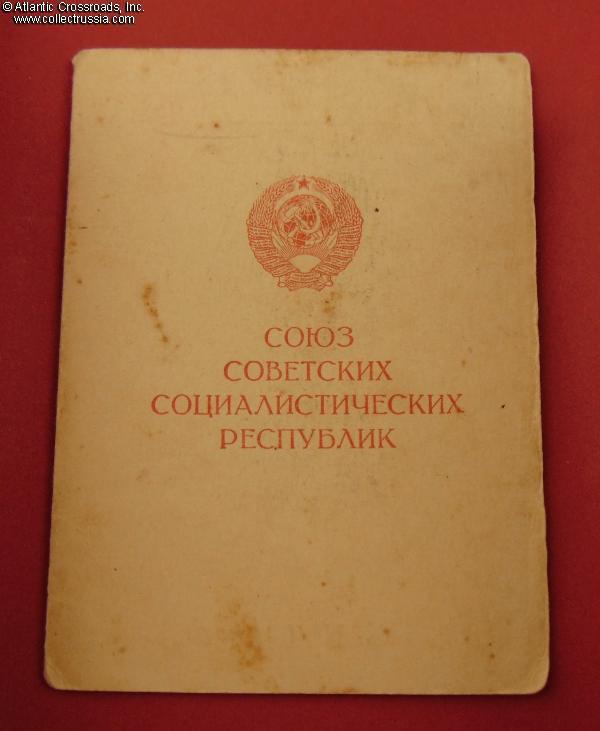 © Atlantic Crossroads, Inc.
www.collectrussia.com
СОЮЗ
СОВЕТСКИХ
СОЦИАЛИСТИЧЕСКИХ
РЕСПУБЛИК